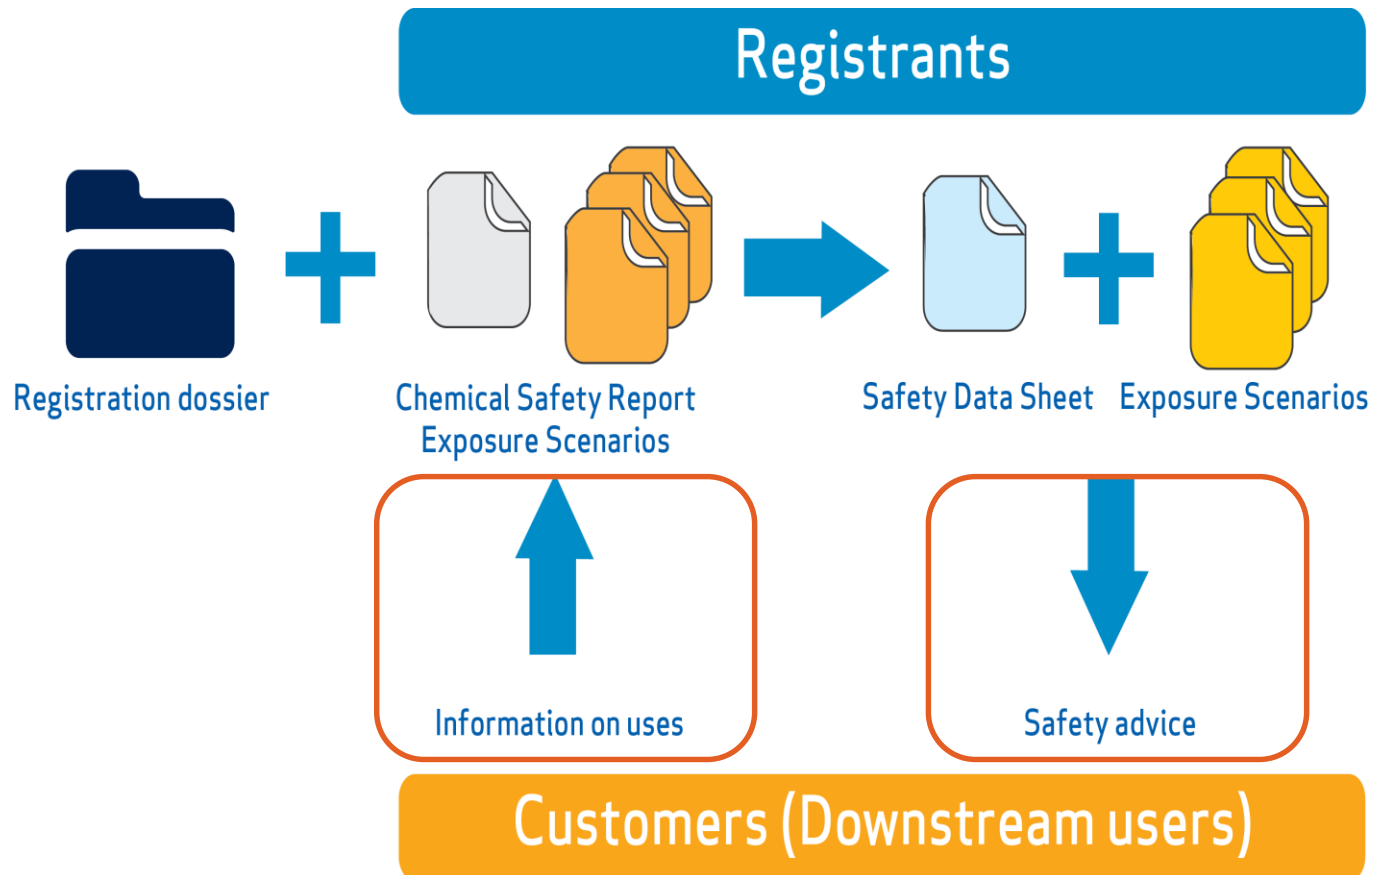 Registrants
Registration dossier
Chemical Safety Report
Exposure Scenarios
Safety Data Sheet
Exposure Scenarios
Information on uses
Safety advice
Customers (Downstream users)